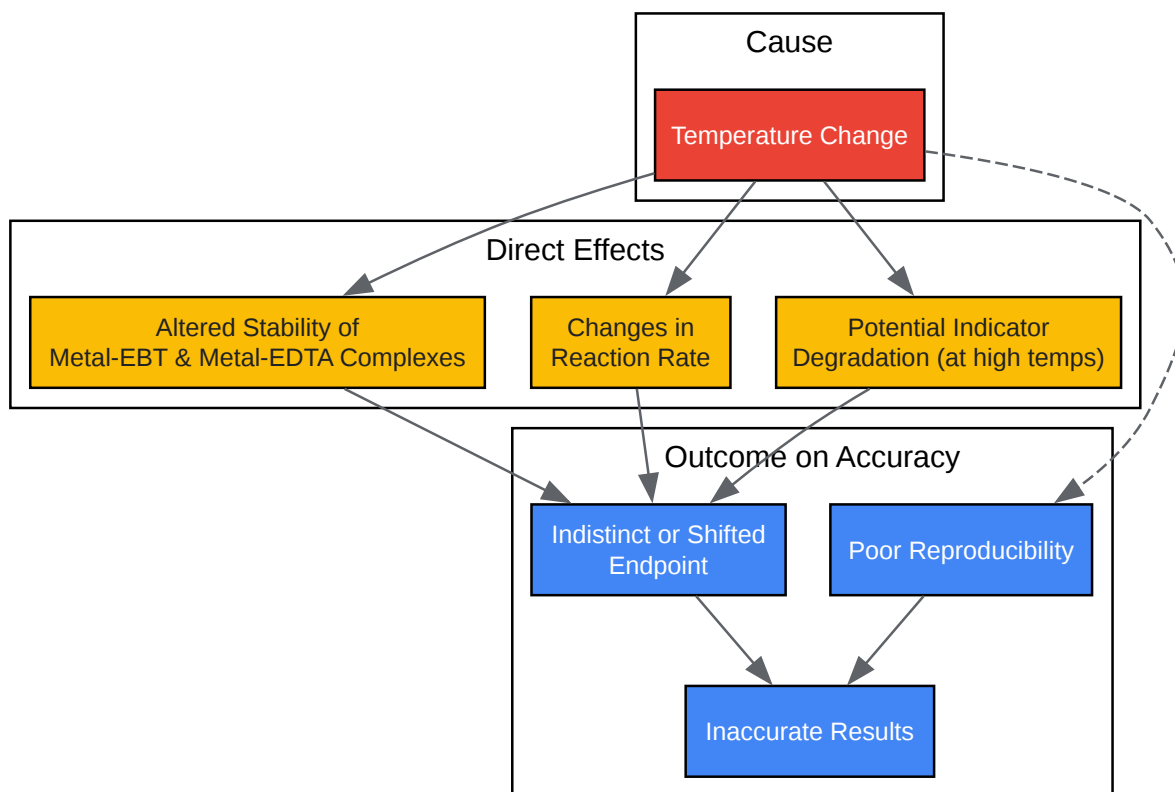 Cause
Temperature Change
Direct Effects
Altered Stability of
Metal-EBT & Metal-EDTA Complexes
Changes in
Reaction Rate
Potential Indicator
Degradation (at high temps)
Outcome on Accuracy
Indistinct or Shifted
Endpoint
Poor Reproducibility
Inaccurate Results